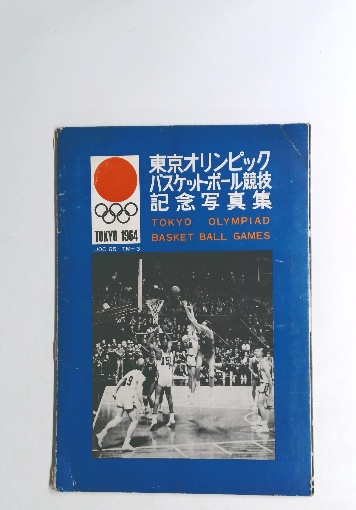 東京オリンピック
バスケットボール競技
記念写真集
TOKYO OLYMPIAD
BASKET BALL GAMES
TOKYO 1964